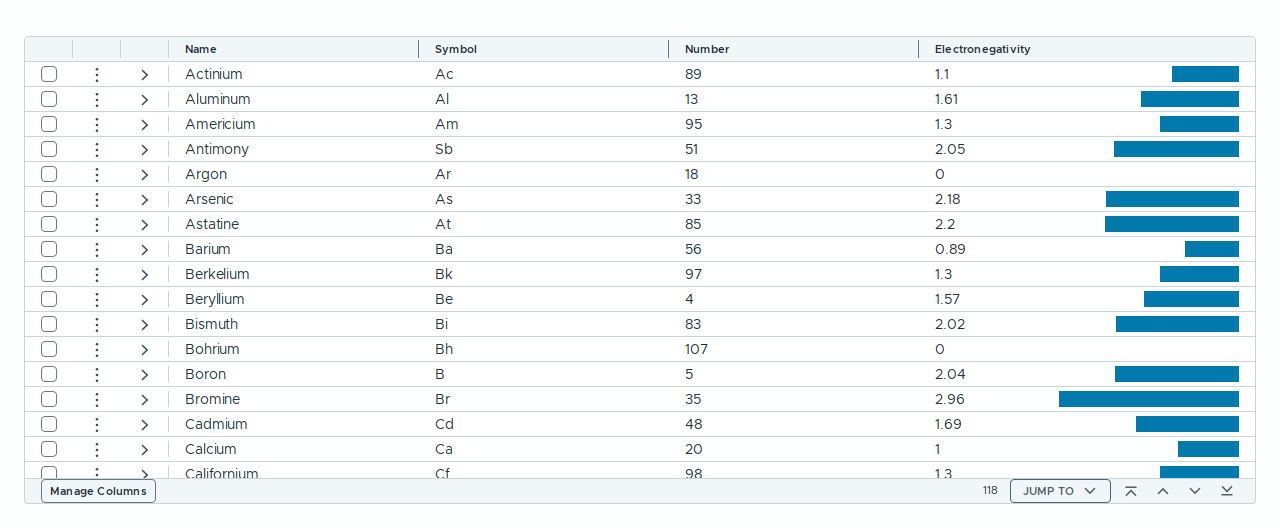 Name Symbol Number Electronegativity
Actinium Ac 89 1.1
Aluminum Al 13 1.61
Americium Am 95 1.3
Antimony Sb 51 2.05
Argon Ar 18 0
Arsenic As 33 2.18
Astatine At 85 2.2
Barium Ba 56 0.89
Berkelium Bk 97 1.3
Beryllium Be 4 1.57
Bismuth Bi 83 2.02
Bohrium Bh 107 0
Boron B 5 2.04
Bromine Br 35 2.96
Cadmium Cd 48 1.69
Calcium Ca 20 1
Californium Cf 98 1.3
Manage Columns 118 JUMP TO